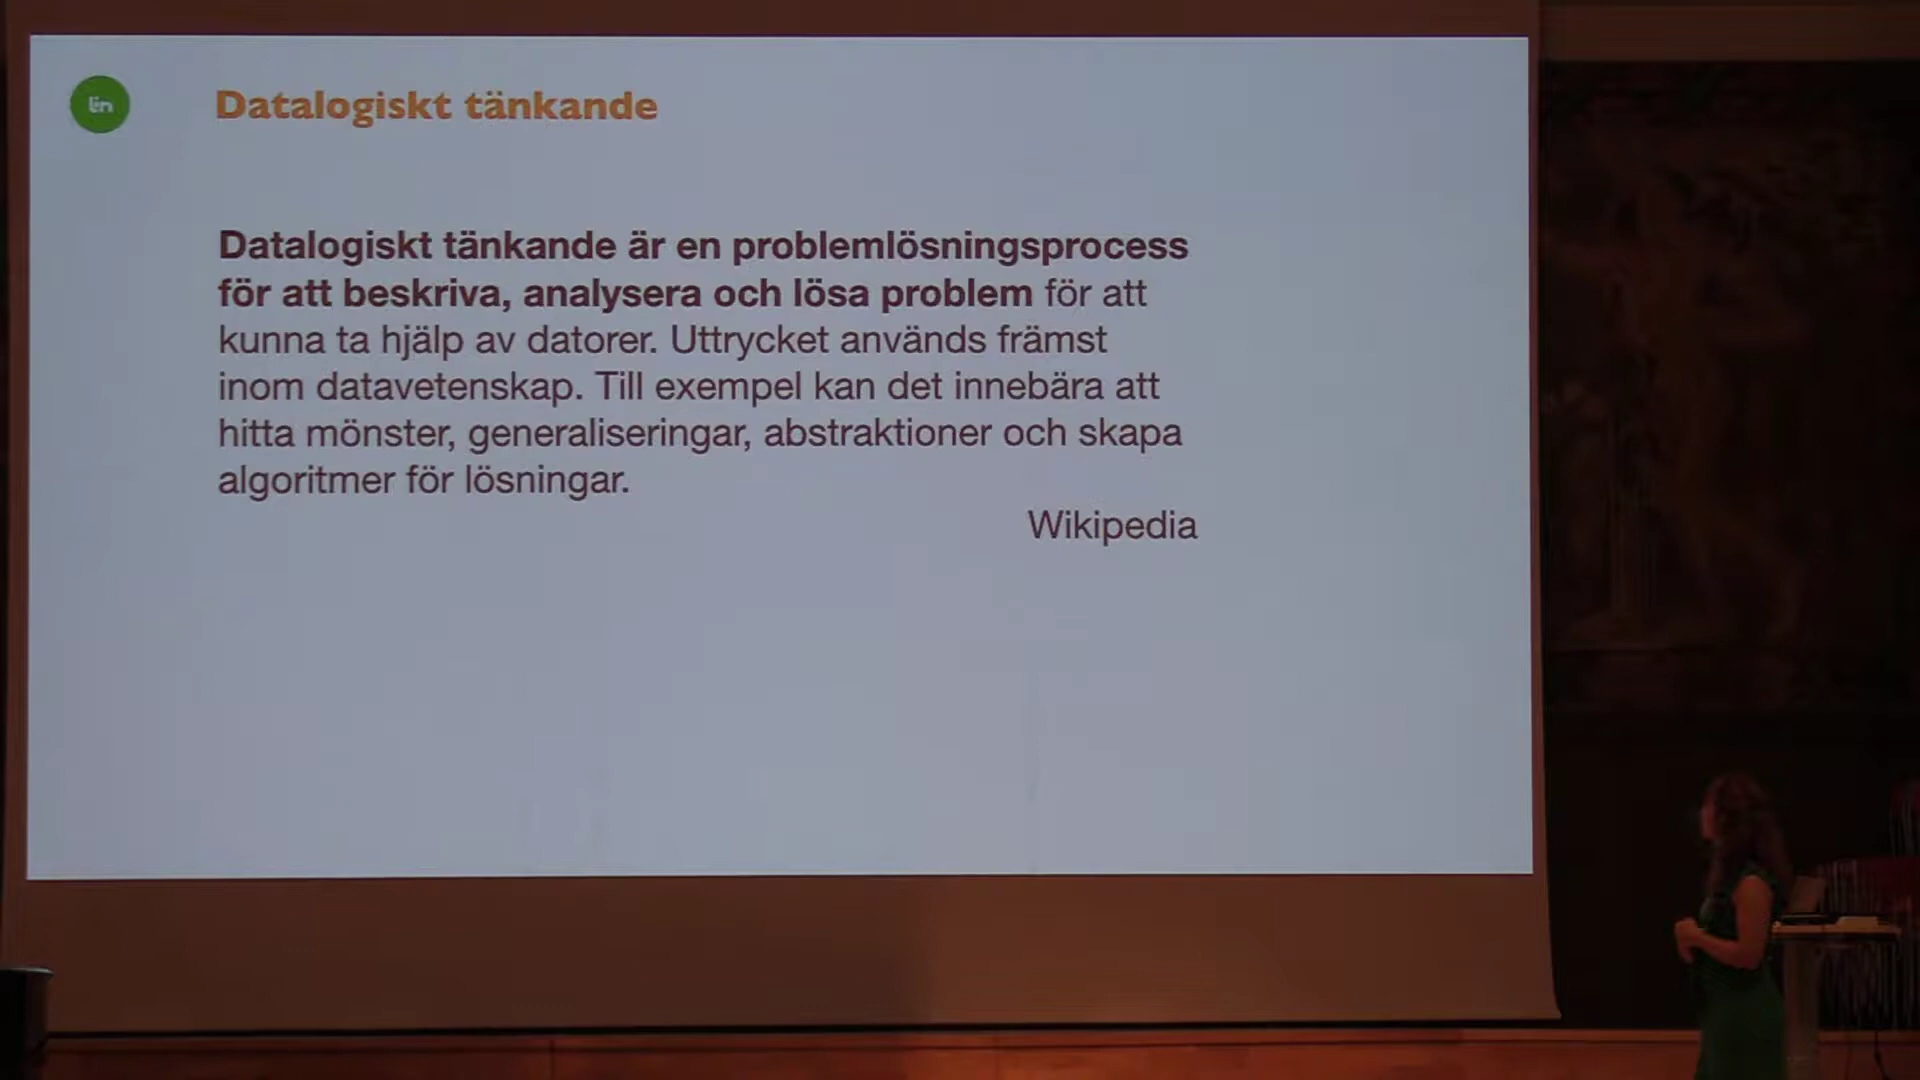 lin
Datalogiskt tänkande
Datalogiskt tänkande är en problemlösningsprocess
för att beskriva, analysera och lösa problem för att
kunna ta hjälp av datorer. Uttrycket används främst
inom datavetenskap. Till exempel kan det innebära att
hitta mönster, generaliseringar, abstraktioner och skapa
algoritmer för lösningar.
Wikipedia